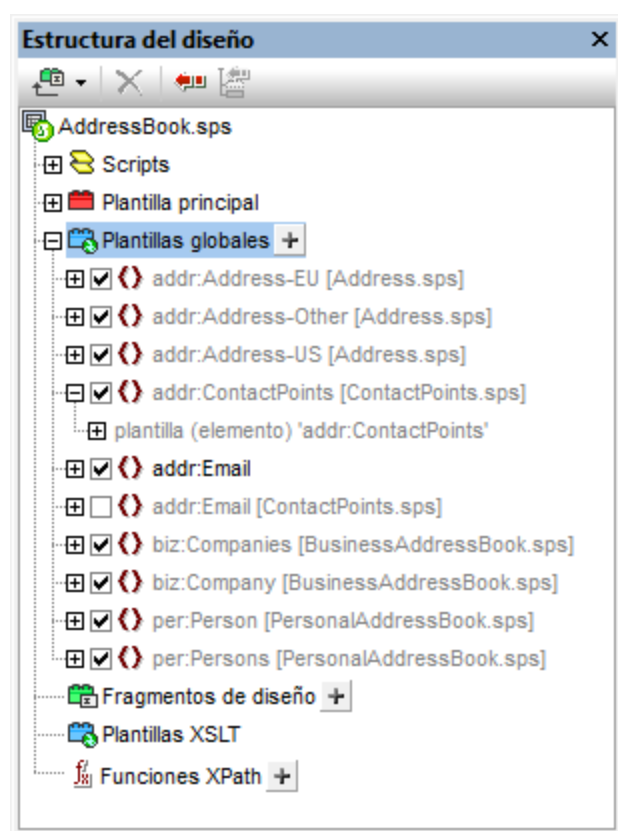 Estructura del diseño
AddressBook.sps
Scripts
Plantilla principal
Plantillas globales
addr:Address-EU [Address.sps]
addr:Address-Other [Address.sps]
addr:Address-US [Address.sps]
addr:ContactPoints [ContactPoints.sps]
plantilla (elemento) 'addr:ContactPoints'
addr:Email
addr:Email [ContactPoints.sps]
biz:Companies [BusinessAddressBook.sps]
biz:Company [BusinessAddressBook.sps]
per:Person [PersonalAddressBook.sps]
per:Persons [PersonalAddressBook.sps]
Fragmentos de diseño
Plantillas XSLT
Funciones XPath